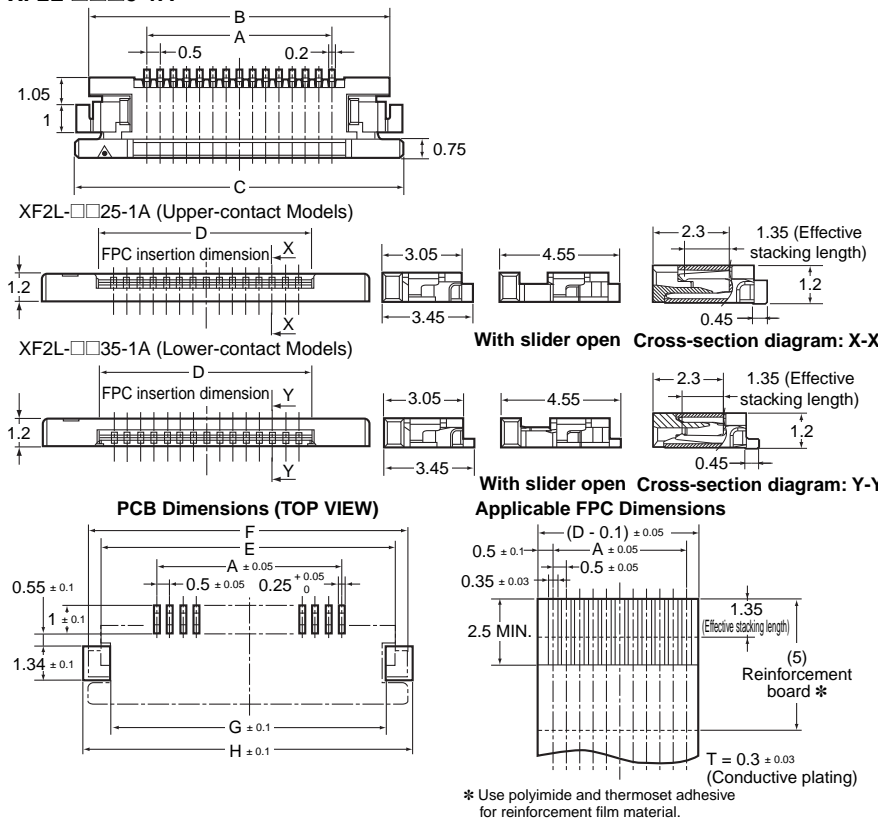 B
A
0.5
0.2
1.05
1
0.75
C
XF2L-□□25-1A (Upper-contact Models)
D
FPC insertion dimension
X
X
1.2
3.05
3.45
4.55
With slider open
2.3
1.35 (Effective
stacking length)
1.2
0.45
Cross-section diagram: X-X
XF2L-□□35-1A (Lower-contact Models)
D
FPC insertion dimension
Y
Y
1.2
3.05
3.45
4.55
With slider open
2.3
1.35 (Effective
stacking length)
1.2
0.45
Cross-section diagram: Y-Y
PCB Dimensions (TOP VIEW)
F
E
A ± 0.05
0.5 ± 0.05
0.25 +0.05 0
0.55 ± 0.1
1 ± 0.1
1.34 ± 0.1
G ± 0.1
H ± 0.1
Applicable FPC Dimensions
(D - 0.1) ± 0.05
0.5 ± 0.1
A ± 0.05
0.5 ± 0.05
0.35 ± 0.03
2.5 MIN.
1.35
(Effective stacking length)
(5)
Reinforcement
board ✻
T = 0.3 ± 0.03
(Conductive plating)
✻ Use polyimide and thermoset adhesive
for reinforcement film material.